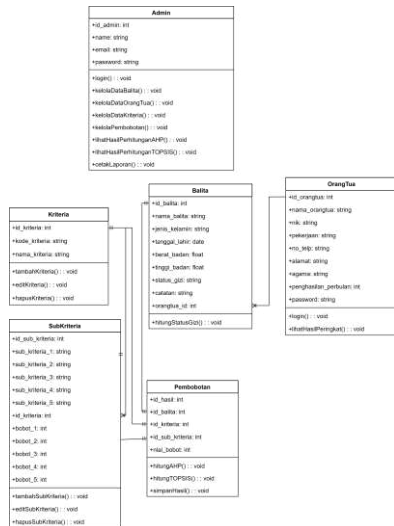 Admin
+id_admin: int
+name: string
+email: string
+password: string
+login() : : void
+kelolaDataBalita() : : void
+kelolaDataOrangTua() : : void
+kelolaDataKriteria() : : void
+kelolaPembobotan() : : void
+lihatHasilPerhitunganAHP() : : void
+lihatHasilPerhitunganTOPSIS() : : void
+cetakLaporan() : : void
Kriteria
+id_kriteria: int
+kode_kriteria: string
+nama_kriteria: string
+tambahKriteria() : : void
+editKriteria() : : void
+hapusKriteria() : : void
Balita
+id_balita: int
+nama_balita: string
+jenis_kelamin: string
+tanggal_lahir: date
+berat_badan: float
+tinggi_badan: float
+status_gizi: string
+catatan: string
+orangtua_id: int
+hitungStatusGizi() : : void
OrangTua
+id_orangtua: int
+nama_orangtua: string
+nik: string
+pekerjaan: string
+no_telp: string
+alamat: string
+agama: string
+penghasilan_perbulan: int
+password: string
+login() : : void
+lihatHasilPeringkat() : : void
SubKriteria
+id_sub_kriteria: int
+sub_kriteria_1: string
+sub_kriteria_2: string
+sub_kriteria_3: string
+sub_kriteria_4: string
+sub_kriteria_5: string
+id_kriteria: int
+bobot_1: int
+bobot_2: int
+bobot_3: int
+bobot_4: int
+bobot_5: int
+tambahSubKriteria() : : void
+editSubKriteria() : : void
+hapusSubKriteria() : : void
Pembobotan
+id_hasil: int
+id_balita: int
+id_kriteria: int
+id_sub_kriteria: int
+nilai_bobot: int
+hitungAHP() : : void
+hitungTOPSIS() : : void
+simpanHasil() : : void